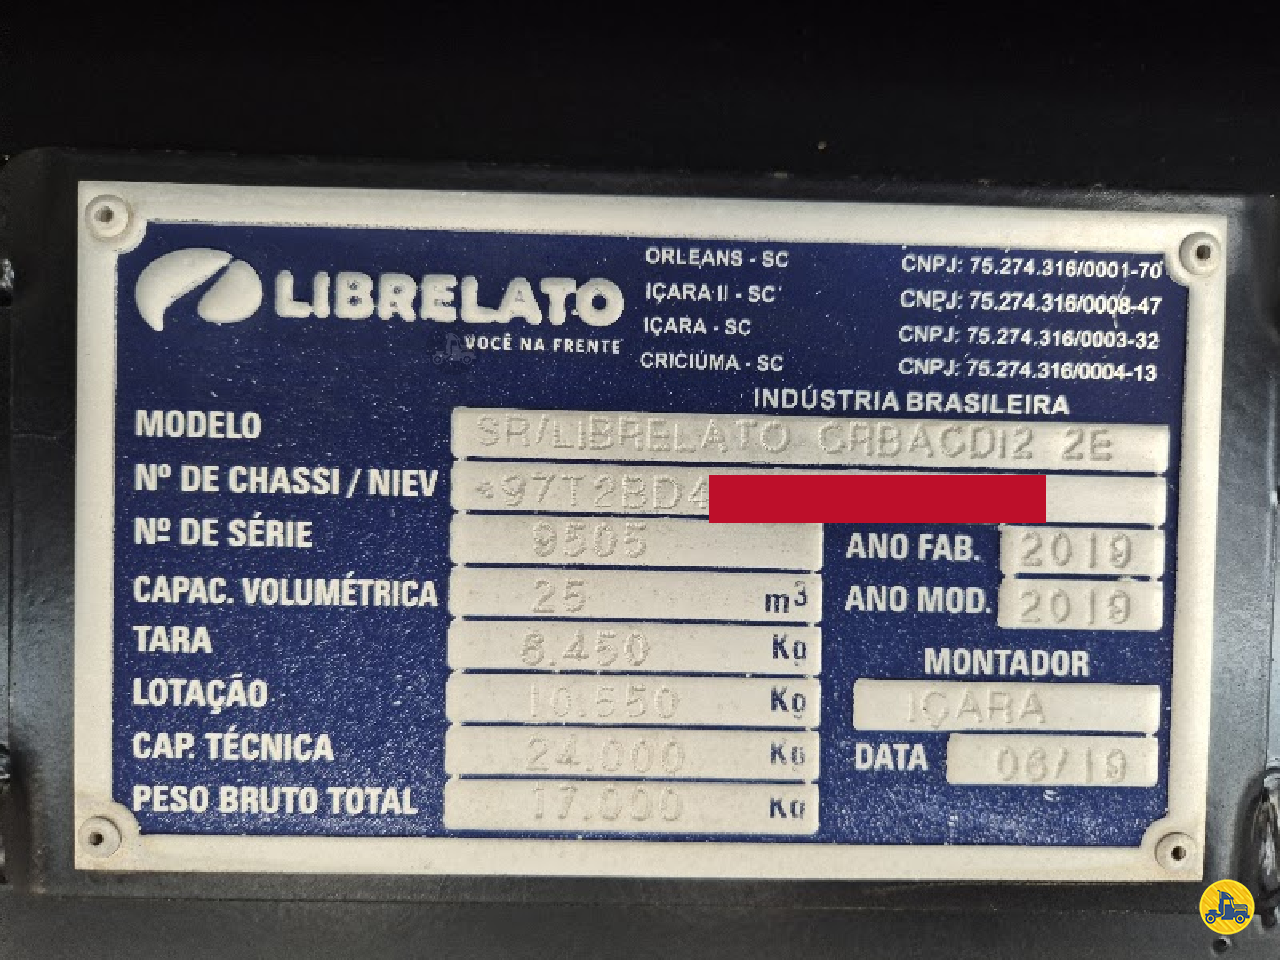 LIBRELATO
VOCÊ NA FRENTE
ORLEANS - SC CNPJ: 75.274.316/0001-70
IÇARA II - SC CNPJ: 75.274.316/0008-47
IÇARA - SC CNPJ: 75.274.316/0003-32
CRICIÚMA - SC CNPJ: 75.274.316/0004-13
INDÚSTRIA BRASILEIRA
MODELO SR/LIBRELATO CRBACDI2 2E
Nº DE CHASSI / NIEV *97T2BD4
Nº DE SÉRIE 9505 ANO FAB. 2019
CAPAC. VOLUMÉTRICA 25 m³ ANO MOD. 2019
TARA 6.450 Kg
MONTADOR
LOTAÇÃO 10.550 Kg IÇARA
CAP. TÉCNICA 24.000 Kg DATA 06/19
PESO BRUTO TOTAL 17.000 Kg